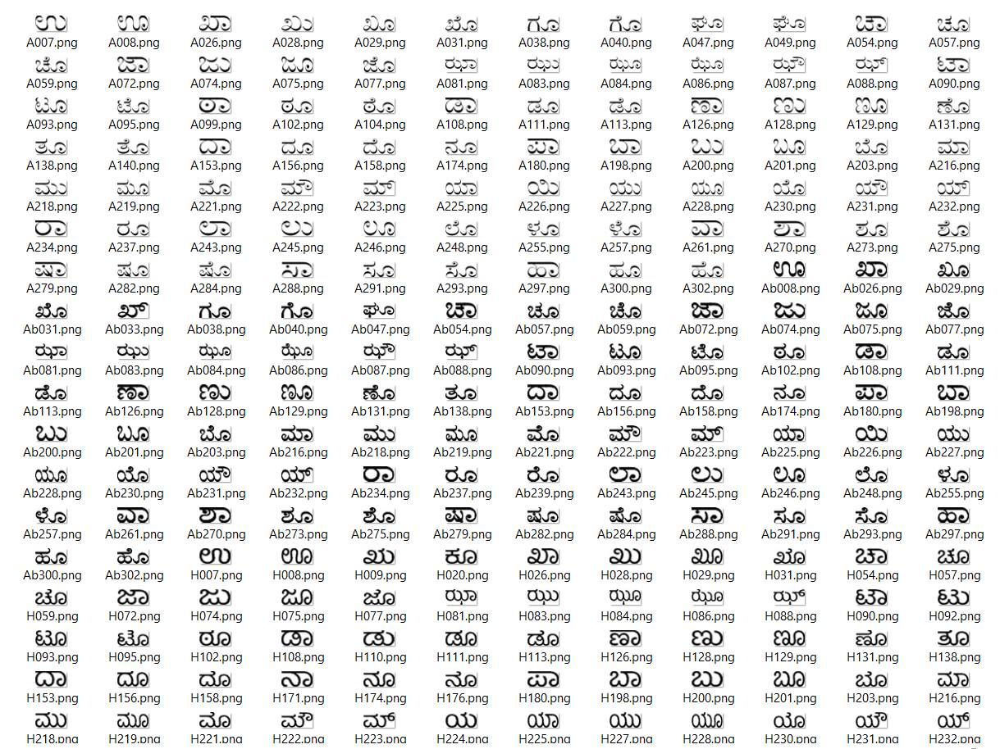 ಉ ಊ ಖಾ ಖು ಖೂ ಖೊ ಗೂ ಗೊ ಘೂ ಘೊ ಚಾ ಚೂ
A007.png A008.png A026.png A028.png A029.png A031.png A038.png A040.png A047.png A049.png A054.png A057.png
ಚೊ ಜಾ ಜು ಜೂ ಜೊ ಝಾ ಝು ಝೂ ಝೊ ಝೌ ಝ್ ಟಾ
A059.png A072.png A074.png A075.png A077.png A081.png A083.png A084.png A086.png A087.png A088.png A090.png
ಟೂ ಟೊ ಠಾ ಠೂ ಠೊ ಡಾ ಡೂ ಡೊ ಣಾ ಣು ಣೂ ಣೊ
A093.png A095.png A099.png A102.png A104.png A108.png A111.png A113.png A126.png A128.png A129.png A131.png
ತೂ ತೊ ದಾ ದೂ ದೊ ನೂ ಪಾ ಬಾ ಬು ಬೂ ಬೊ ಮಾ
A138.png A140.png A153.png A156.png A158.png A174.png A180.png A198.png A200.png A201.png A203.png A216.png
ಮು ಮೂ ಮೊ ಮೌ ಮ್ ಯಾ ಯಿ ಯು ಯೂ ಯೊ ಯೌ ಯ್
A218.png A219.png A221.png A222.png A223.png A225.png A226.png A227.png A228.png A230.png A231.png A232.png
ರಾ ರೂ ಲಾ ಲು ಲೂ ಲೊ ಳೂ ಳೊ ವಾ ಶಾ ಶೂ ಶೊ
A234.png A237.png A243.png A245.png A246.png A248.png A255.png A257.png A261.png A270.png A273.png A275.png
ಷಾ ಷೂ ಷೊ ಸಾ ಸೂ ಸೊ ಹಾ ಹೂ ಹೊ ಊ ಖಾ ಖೂ
A279.png A282.png A284.png A288.png A291.png A293.png A297.png A300.png A302.png Ab008.png Ab026.png Ab029.png
ಖೊ ಖ್ ಗೂ ಗೊ ಘೂ ಚಾ ಚೂ ಚೊ ಜಾ ಜು ಜೂ ಜೊ
Ab031.png Ab033.png Ab038.png Ab040.png Ab047.png Ab054.png Ab057.png Ab059.png Ab072.png Ab074.png Ab075.png Ab077.png
ಝಾ ಝು ಝೂ ಝೊ ಝೌ ಝ್ ಟಾ ಟೂ ಟೊ ಠೂ ಡಾ ಡೂ
Ab081.png Ab083.png Ab084.png Ab086.png Ab087.png Ab088.png Ab090.png Ab093.png Ab095.png Ab102.png Ab108.png Ab111.png
ಡೊ ಣಾ ಣು ಣೂ ಣೊ ತೂ ದಾ ದೂ ದೊ ನೂ ಪಾ ಬಾ
Ab113.png Ab126.png Ab128.png Ab129.png Ab131.png Ab138.png Ab153.png Ab156.png Ab158.png Ab174.png Ab180.png Ab198.png
ಬು ಬೂ ಬೊ ಮಾ ಮು ಮೂ ಮೊ ಮೌ ಮ್ ಯಾ ಯಿ ಯು
Ab200.png Ab201.png Ab203.png Ab216.png Ab218.png Ab219.png Ab221.png Ab222.png Ab223.png Ab225.png Ab226.png Ab227.png
ಯೂ ಯೊ ಯೌ ಯ್ ರಾ ರೂ ರೊ ಲಾ ಲು ಲೂ ಲೊ ಳೂ
Ab228.png Ab230.png Ab231.png Ab232.png Ab234.png Ab237.png Ab239.png Ab243.png Ab245.png Ab246.png Ab248.png Ab255.png
ಳೊ ವಾ ಶಾ ಶೂ ಶೊ ಷಾ ಷೂ ಷೊ ಸಾ ಸೂ ಸೊ ಹಾ
Ab257.png Ab261.png Ab270.png Ab273.png Ab275.png Ab279.png Ab282.png Ab284.png Ab288.png Ab291.png Ab293.png Ab297.png
ಹೂ ಹೊ ಉ ಊ ಋ ಕೂ ಖಾ ಖು ಖೂ ಖೊ ಚಾ ಚೂ
Ab300.png Ab302.png H007.png H008.png H009.png H020.png H026.png H028.png H029.png H031.png H054.png H057.png
ಚೊ ಜಾ ಜು ಜೂ ಜೊ ಝಾ ಝು ಝೂ ಝೊ ಝ್ ಟಾ ಟು
H059.png H072.png H074.png H075.png H077.png H081.png H083.png H084.png H086.png H088.png H090.png H092.png
ಟೂ ಟೊ ಠೂ ಡಾ ಡು ಡೂ ಡೊ ಣಾ ಣು ಣೂ ಣೊ ತೂ
H093.png H095.png H102.png H108.png H110.png H111.png H113.png H126.png H128.png H129.png H131.png H138.png
ದಾ ದೂ ದೊ ನಾ ನೂ ನೊ ಪಾ ಬಾ ಬು ಬೂ ಬೊ ಮಾ
H153.png H156.png H158.png H171.png H174.png H176.png H180.png H198.png H200.png H201.png H203.png H216.png
ಮು ಮೂ ಮೊ ಮೌ ಮ್ ಯ ಯಾ ಯು ಯೂ ಯೊ ಯೌ ಯ್
H218.png H219.png H221.png H222.png H223.png H224.png H225.png H227.png H228.png H230.png H231.png H232.png